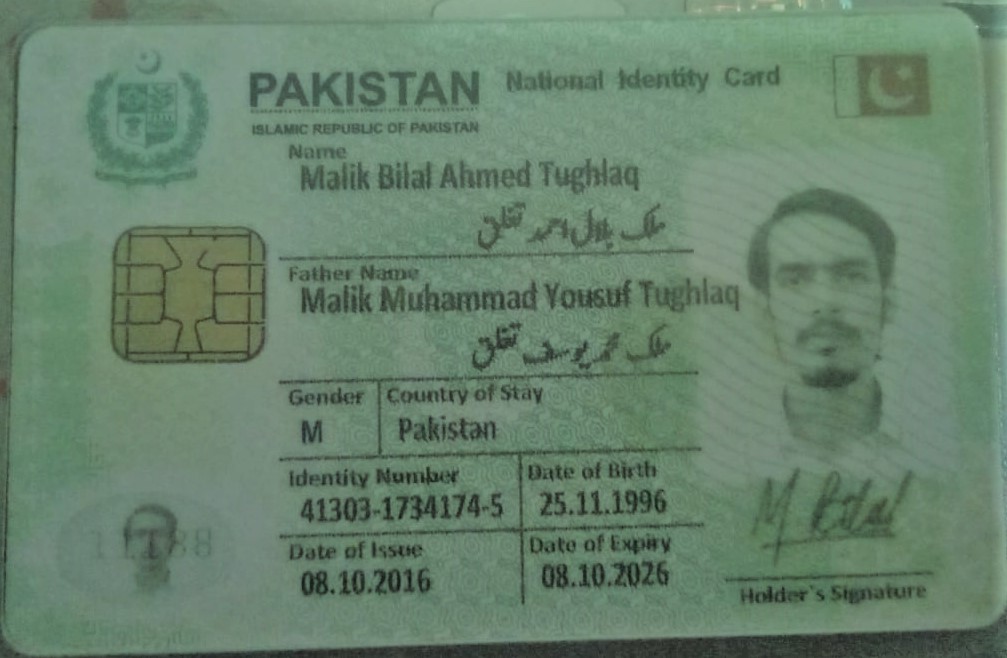 PAKISTAN National Identity Card
ISLAMIC REPUBLIC OF PAKISTAN
Name
Malik Bilal Ahmed Tughlaq
ملک بلال احمد تغلق
Father Name
Malik Muhammad Yousuf Tughlaq
ملک محمد یوسف تغلق
Gender Country of Stay
M Pakistan
Identity Number Date of Birth
41303-1734174-5 25.11.1996
Date of Issue Date of Expiry
08.10.2016 08.10.2026
M Bilal
Holder's Signature